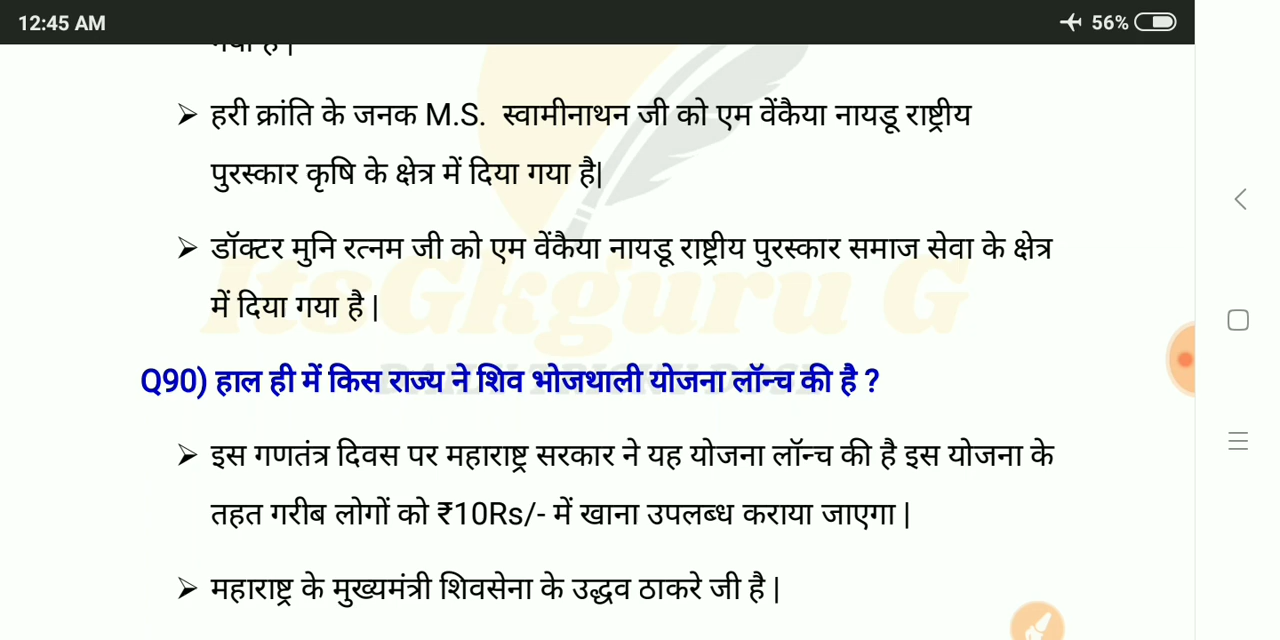 12:45 AM
56%
गया है |
➢ हरी क्रांति के जनक M.S. स्वामीनाथन जी को एम वेंकैया नायडू राष्ट्रीय
पुरस्कार कृषि के क्षेत्र में दिया गया है|
➢ डॉक्टर मुनि रत्नम जी को एम वेंकैया नायडू राष्ट्रीय पुरस्कार समाज सेवा के क्षेत्र
में दिया गया है |
ItsGkguru G
Q90) हाल ही में किस राज्य ने शिव भोजथाली योजना लॉन्च की है ?
➢ इस गणतंत्र दिवस पर महाराष्ट्र सरकार ने यह योजना लॉन्च की है इस योजना के
तहत गरीब लोगों को ₹10Rs/- में खाना उपलब्ध कराया जाएगा |
➢ महाराष्ट्र के मुख्यमंत्री शिवसेना के उद्धव ठाकरे जी है |